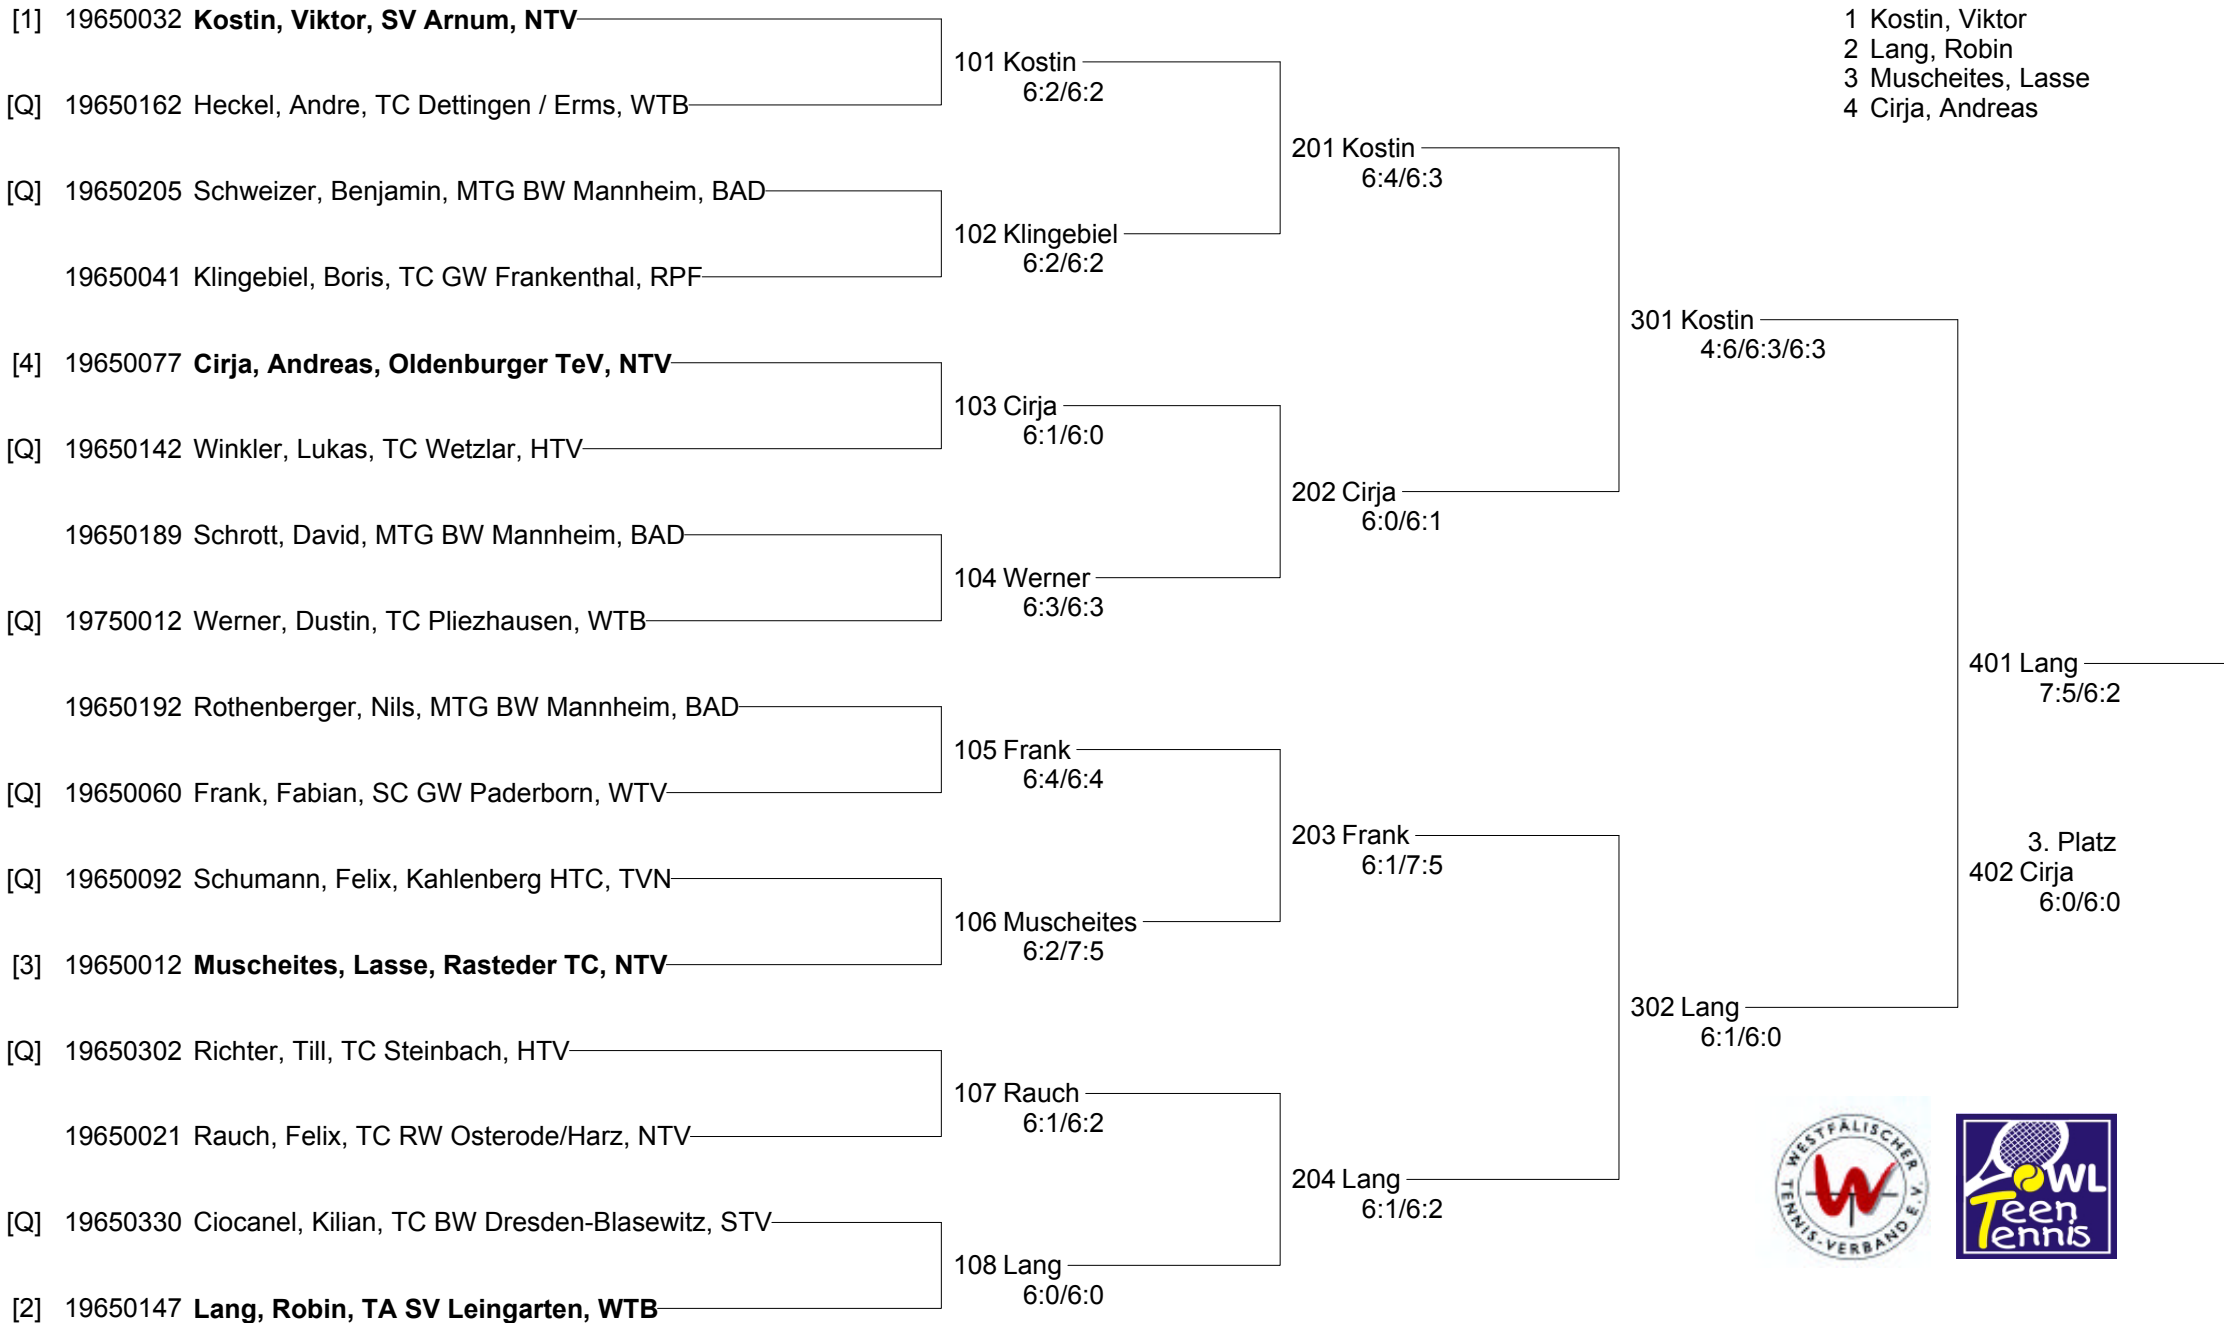 [1] 19650032 Kostin, Viktor, SV Arnum, NTV
[Q] 19650162 Heckel, Andre, TC Dettingen / Erms, WTB
[Q] 19650205 Schweizer, Benjamin, MTG BW Mannheim, BAD
19650041 Klingebiel, Boris, TC GW Frankenthal, RPF
[4] 19650077 Cirja, Andreas, Oldenburger TeV, NTV
[Q] 19650142 Winkler, Lukas, TC Wetzlar, HTV
19650189 Schrott, David, MTG BW Mannheim, BAD
[Q] 19750012 Werner, Dustin, TC Pliezhausen, WTB
19650192 Rothenberger, Nils, MTG BW Mannheim, BAD
[Q] 19650060 Frank, Fabian, SC GW Paderborn, WTV
[Q] 19650092 Schumann, Felix, Kahlenberg HTC, TVN
[3] 19650012 Muscheites, Lasse, Rasteder TC, NTV
[Q] 19650302 Richter, Till, TC Steinbach, HTV
19650021 Rauch, Felix, TC RW Osterode/Harz, NTV
[Q] 19650330 Ciocanel, Kilian, TC BW Dresden-Blasewitz, STV
[2] 19650147 Lang, Robin, TA SV Leingarten, WTB
101 Kostin
6:2/6:2
102 Klingebiel
6:2/6:2
103 Cirja
6:1/6:0
104 Werner
6:3/6:3
105 Frank
6:4/6:4
106 Muscheites
6:2/7:5
107 Rauch
6:1/6:2
108 Lang
6:0/6:0
201 Kostin
6:4/6:3
202 Cirja
6:0/6:1
203 Frank
6:1/7:5
204 Lang
6:1/6:2
301 Kostin
4:6/6:3/6:3
302 Lang
6:1/6:0
401 Lang
7:5/6:2
3. Platz
402 Cirja
6:0/6:0
1 Kostin, Viktor
2 Lang, Robin
3 Muscheites, Lasse
4 Cirja, Andreas
WESTFÄLISCHER
TENNIS-VERBAND E.V.
OWL
Teen
Tennis